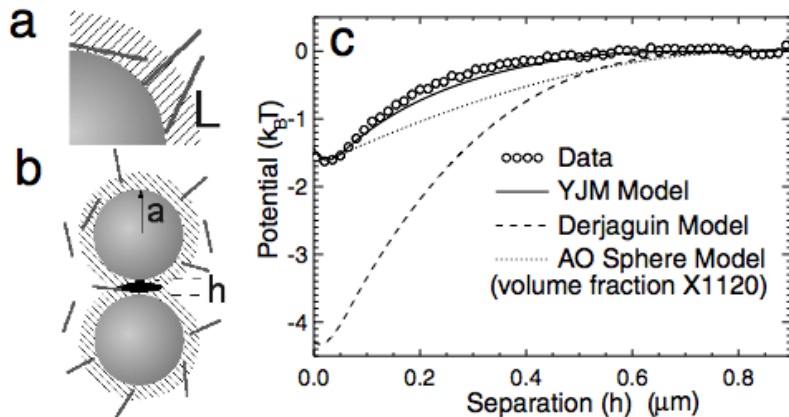 a
L
b
a
h
c
Potential (kBT)
0
-1
-2
-3
-4
Data
YJM Model
Derjaguin Model
AO Sphere Model
(volume fraction X1120)
0.0 0.2 0.4 0.6 0.8
Separation (h) (μm)